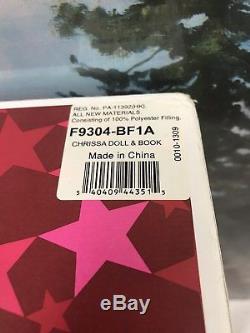 REG. No. PA-11392(HK)
ALL NEW MATERIALS
Consisting of 100% Polyester Filling.
F9304-BF1A
CHRISSA DOLL & BOOK
Made in China
0010-1309
5 40409 44351 5